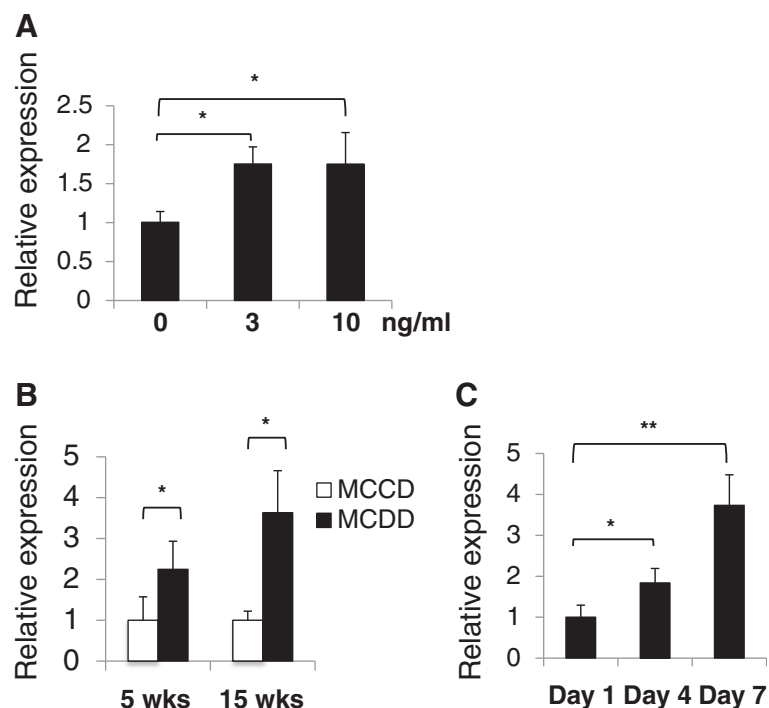 A
Relative expression
*
*
2.5
2
1.5
1
0.5
0
0 3 10 ng/ml
B
Relative expression
*
*
5
4
3
2
1
0
MCCD
MCDD
5 wks 15 wks
C
Relative expression
**
*
5
4
3
2
1
0
Day 1 Day 4 Day 7